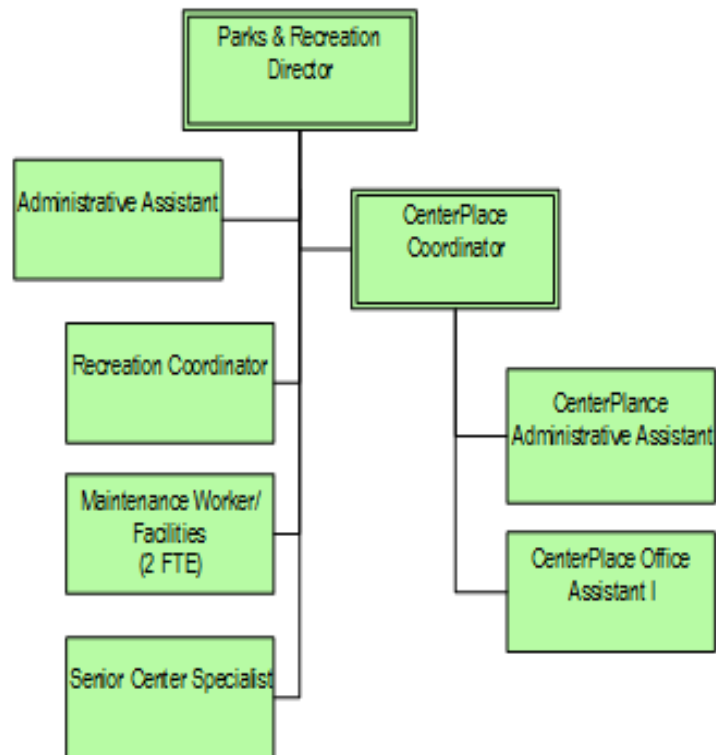 Parks & Recreation
Director
Administrative Assistant
CenterPlace
Coordinator
Recreation Coordinator
CenterPlance
Administrative Assistant
Maintenance Worker/
Facilities
(2 FTE)
CenterPlace Office
Assistant I
Senior Center Specialist